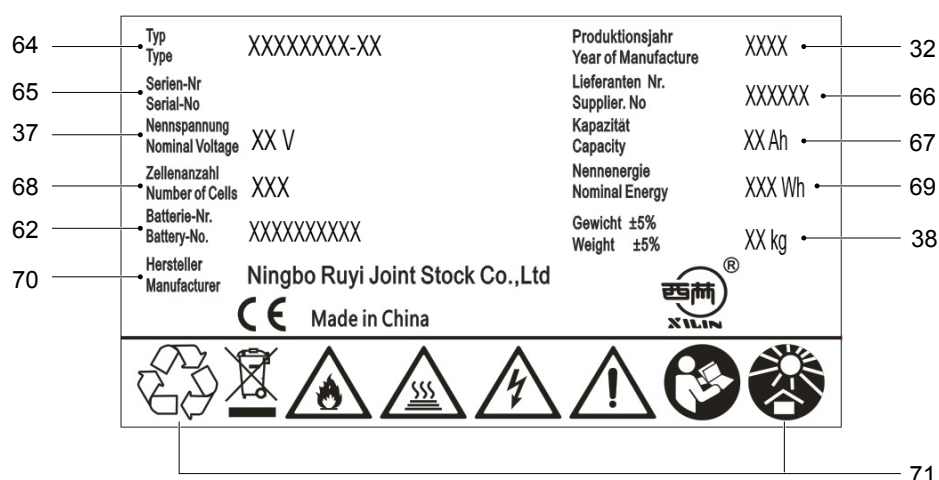 64 Typ
Type XXXXXXXX-XX
Produktionsjahr
Year of Manufacture XXXX 32
65 Serien-Nr
Serial-No
Lieferanten Nr.
Supplier. No XXXXXX 66
37 Nennspannung
Nominal Voltage XX V
Kapazität
Capacity XX Ah 67
68 Zellenanzahl
Number of Cells XXX
Nennenergie
Nominal Energy XXX Wh 69
62 Batterie-Nr.
Battery-No. XXXXXXXXXX
Gewicht ±5%
Weight ±5% XX kg 38
70 Hersteller
Manufacturer Ningbo Ruyi Joint Stock Co.,Ltd
CE Made in China
西林 ®
XILIN
71